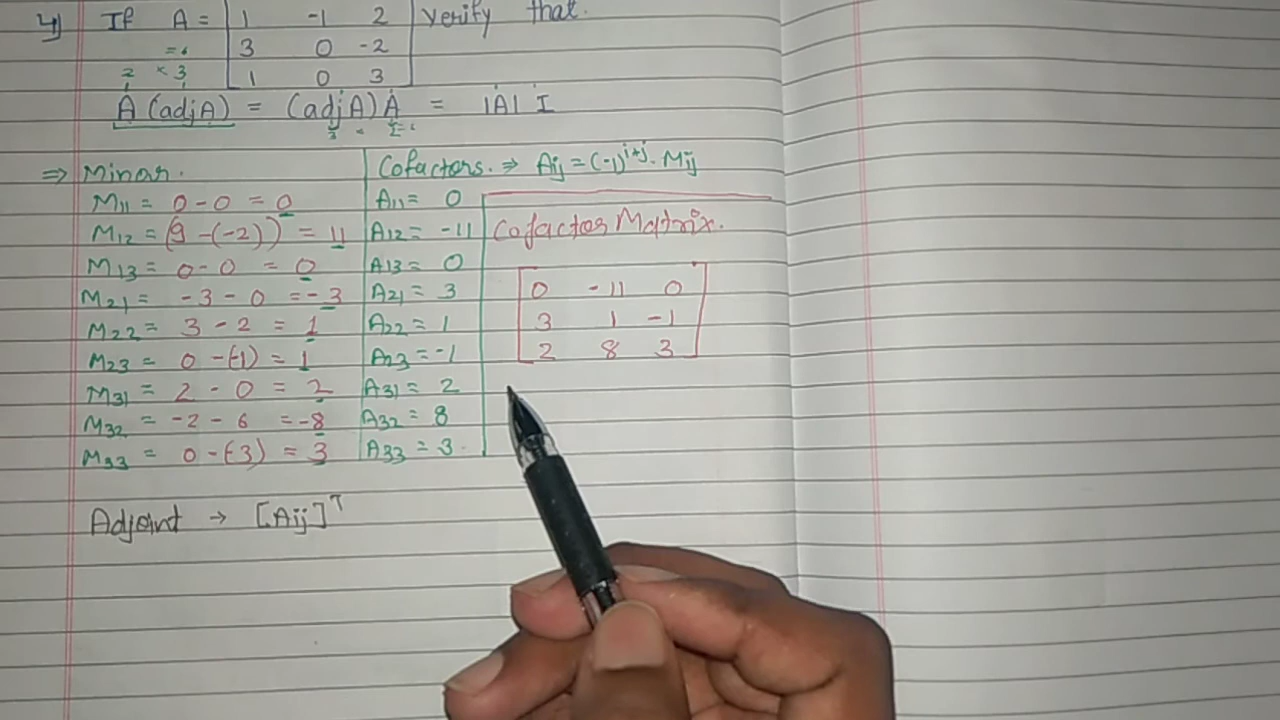 4) If A = 1 -1 2 verify that.
3 0 -2
1 0 3
A (adjA) = (adjA) A = |A| I
⇒ Minor.
M11 = 0 - 0 = 0
M12 = (9 - (-2)) = 11
M13 = 0 - 0 = 0
M21 = -3 - 0 = -3
M22 = 3 - 2 = 1
M23 = 0 - (-1) = 1
M31 = 2 - 0 = 2
M32 = -2 - 6 = -8
M33 = 0 - (-3) = 3
Cofactors. ⇒ Aij = (-1)^i+j . Mij
A11 = 0
A12 = -11
A13 = 0
A21 = 3
A22 = 1
A23 = -1
A31 = 2
A32 = 8
A33 = 3.
Cofactor Matrix.
0 -11 0
3 1 -1
2 8 3
Adjoint → [Aij]^T